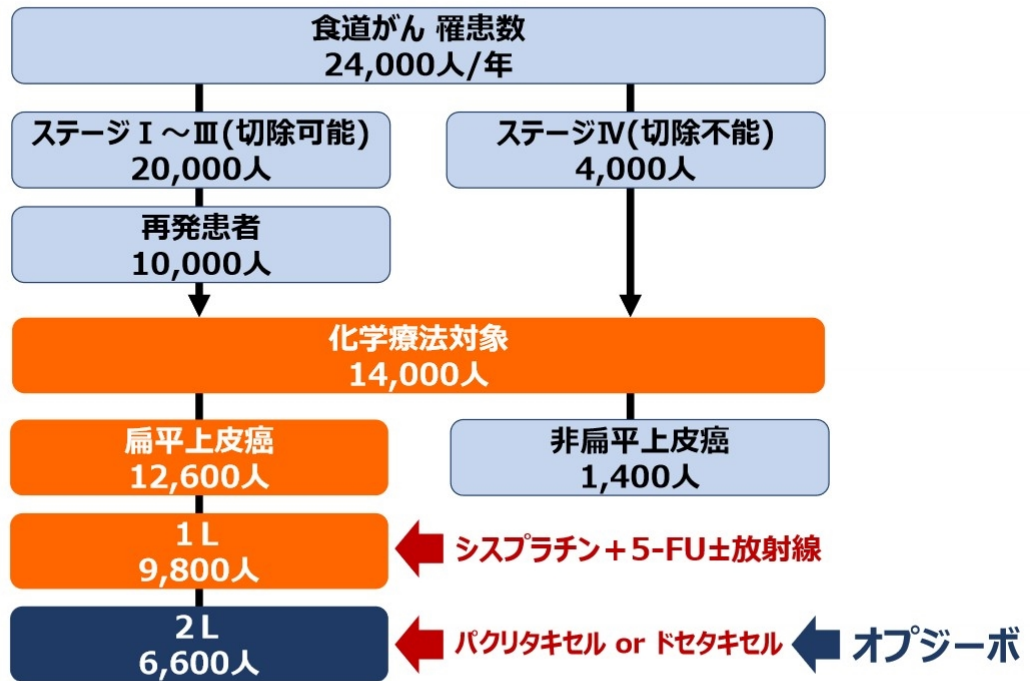 食道がん 罹患数
24,000人/年
ステージⅠ～Ⅲ(切除可能)
20,000人
ステージⅣ(切除不能)
4,000人
再発患者
10,000人
化学療法対象
14,000人
扁平上皮癌
12,600人
非扁平上皮癌
1,400人
1L
9,800人
シスプラチン＋5-FU±放射線
2L
6,600人
パクリタキセル or ドセタキセル
オプジーボ